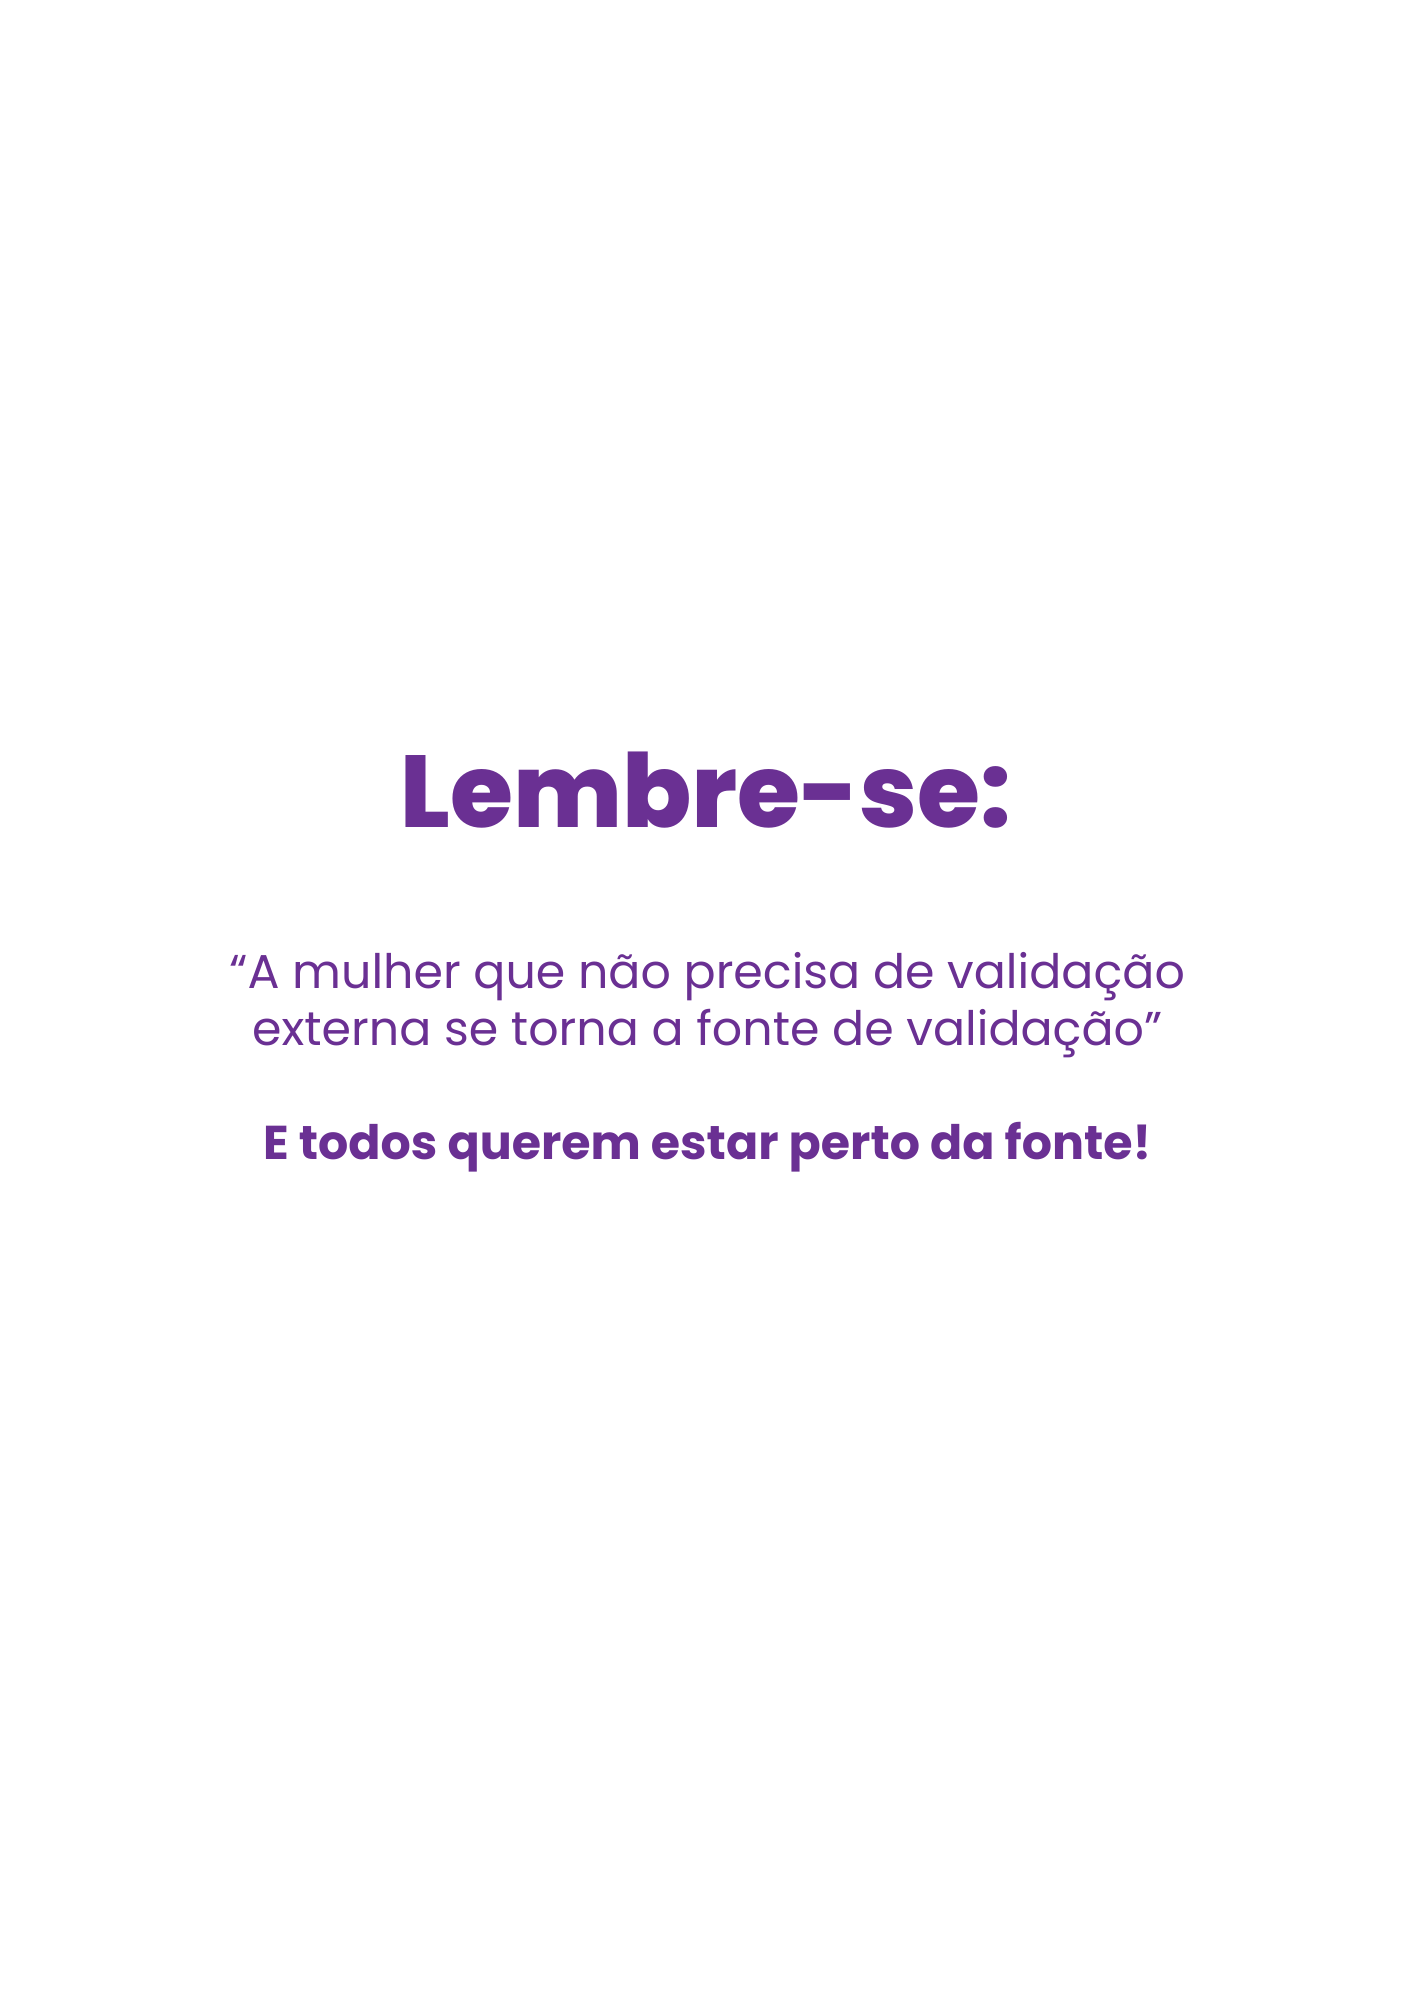 Lembre-se:
“A mulher que não precisa de validação
externa se torna a fonte de validação”
E todos querem estar perto da fonte!